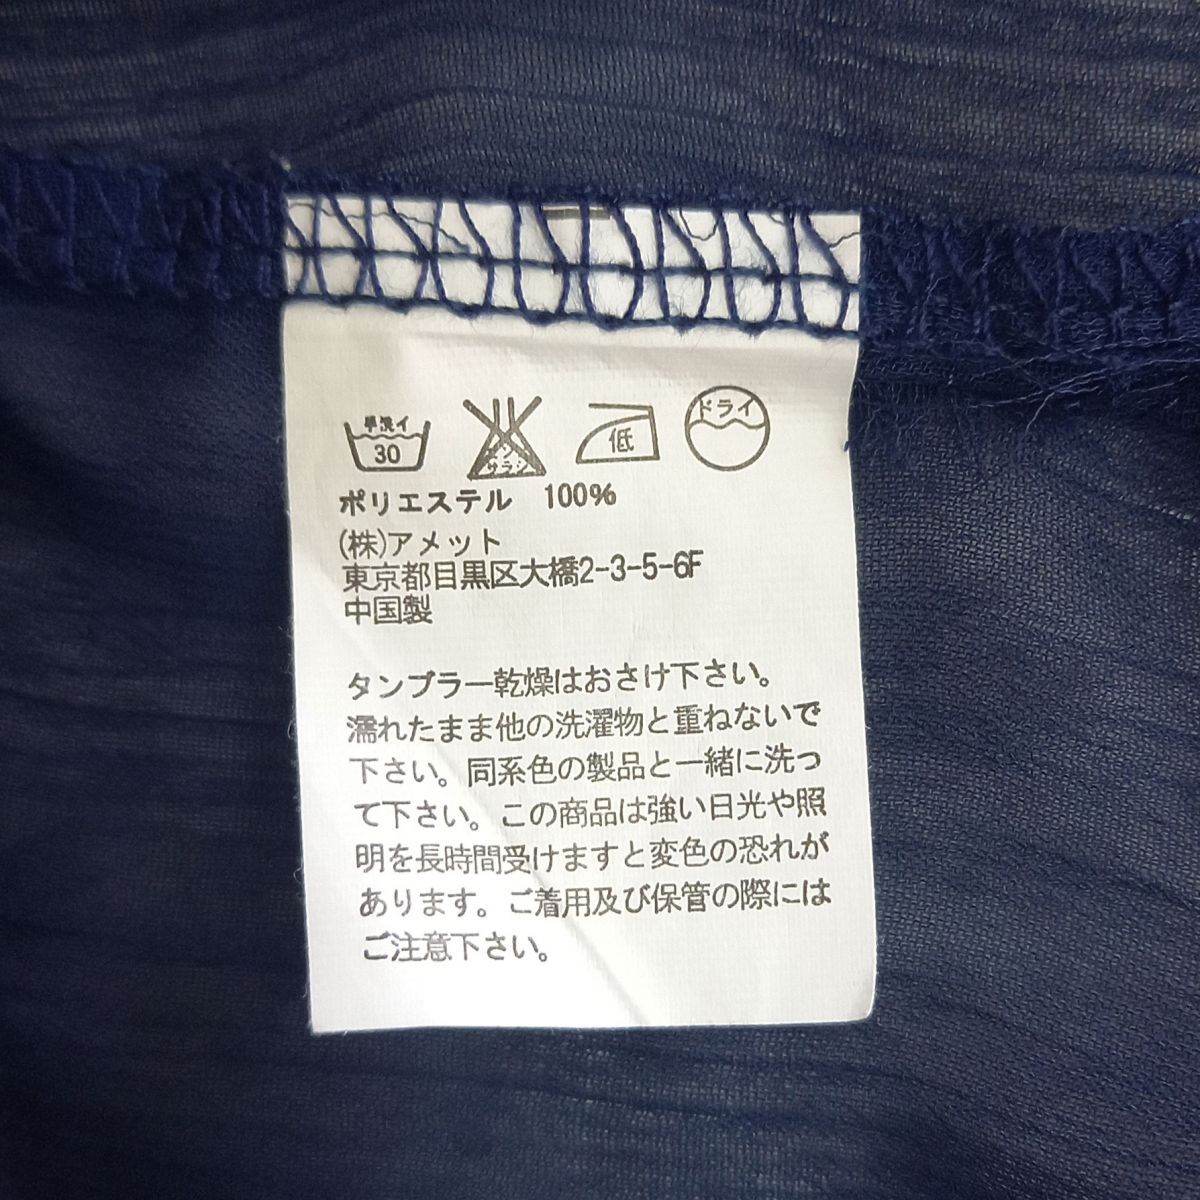 手洗イ
30
エンソ
サラシ
低
ドライ
ポリエステル 100%
(株)アメット
東京都目黒区大橋2-3-5-6F
中国製
タンブラー乾燥はおさけ下さい。
濡れたまま他の洗濯物と重ねないで
下さい。同系色の製品と一緒に洗っ
て下さい。この商品は強い日光や照
明を長時間受けますと変色の恐れが
あります。ご着用及び保管の際には
ご注意下さい。